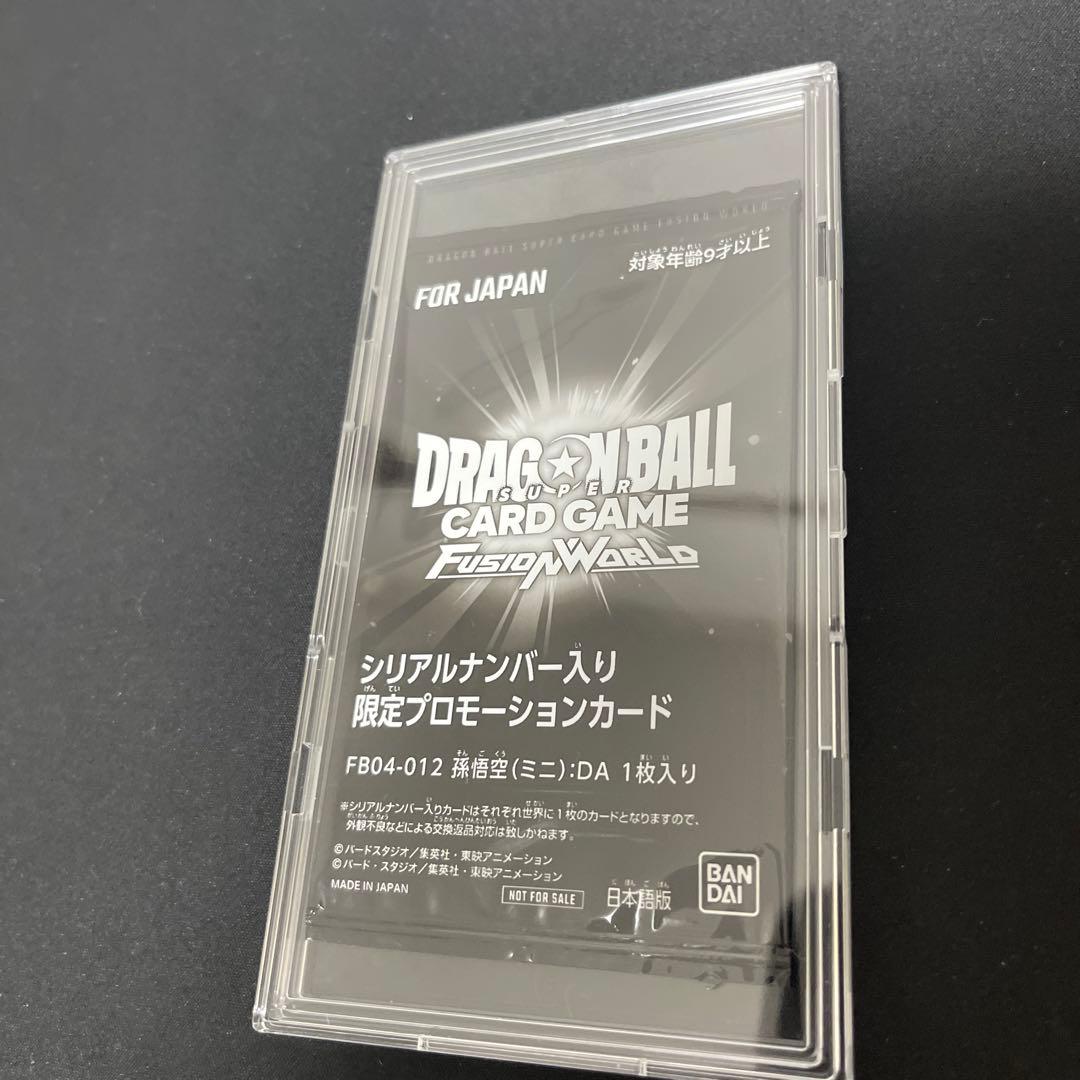 DRAGON BALL SUPER CARD GAME FUSION WORLD
対象年齢9才以上
FOR JAPAN
DRAGON BALL
SUPER
CARD GAME
FUSION WORLD
シリアルナンバー入り
限定プロモーションカード
FB04-012 孫悟空(ミニ):DA 1枚入り
※シリアルナンバー入りカードはそれぞれ世界に1枚のカードとなりますので、
外観不良などによる交換返品対応は致しかねます。
©バードスタジオ/集英社・東映アニメーション
©バード・スタジオ/集英社・東映アニメーション
MADE IN JAPAN
NOT FOR SALE
日本語版
BAN
DAI